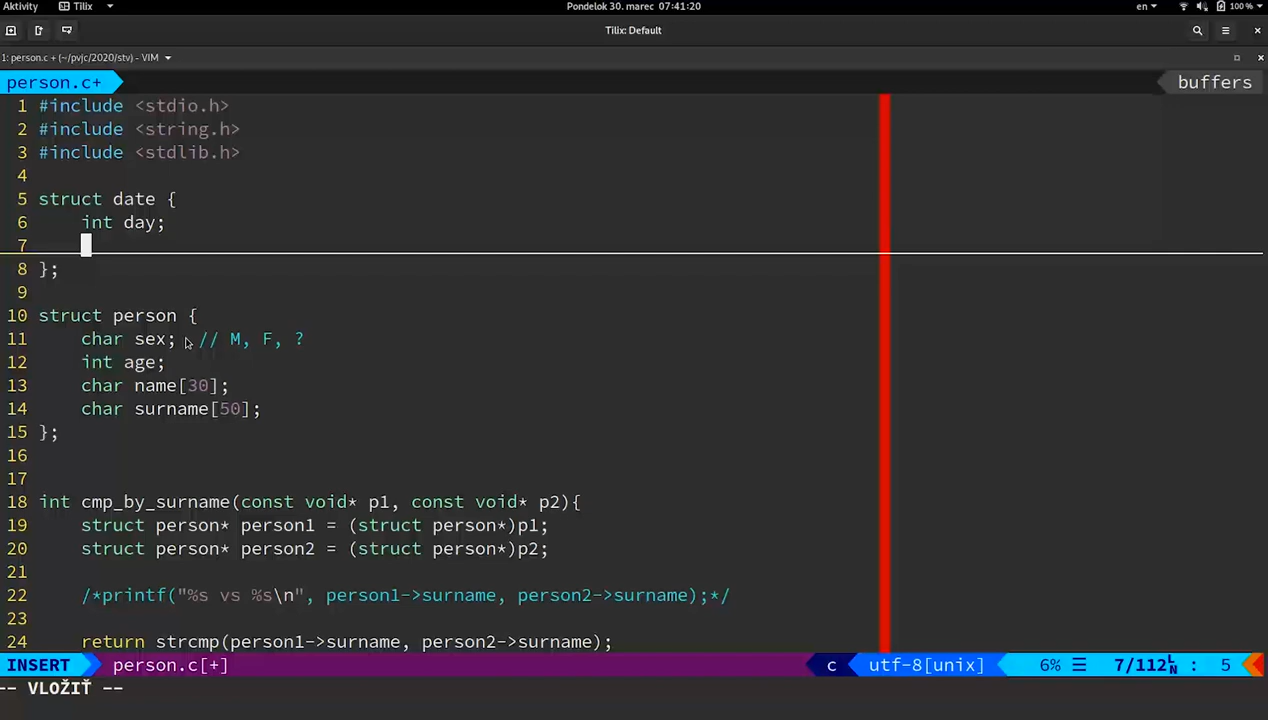 Aktivity Tilix Pondelok 30. marec 07:41:20 en 100 %
Tilix: Default
1: person.c + (~/pvjc/2020/stv) - VIM
person.c+ buffers
1 #include <stdio.h>
2 #include <string.h>
3 #include <stdlib.h>
4
5 struct date {
6     int day;
7
8 };
9
10 struct person {
11     char sex;  // M, F, ?
12     int age;
13     char name[30];
14     char surname[50];
15 };
16
17
18 int cmp_by_surname(const void* p1, const void* p2){
19     struct person* person1 = (struct person*)p1;
20     struct person* person2 = (struct person*)p2;
21
22     /*printf("%s vs %s\n", person1->surname, person2->surname);*/
23
24     return strcmp(person1->surname, person2->surname);
INSERT person.c[+] c utf-8[unix] 6% ☰ 7/112 LN : 5
-- VLOŽIŤ --